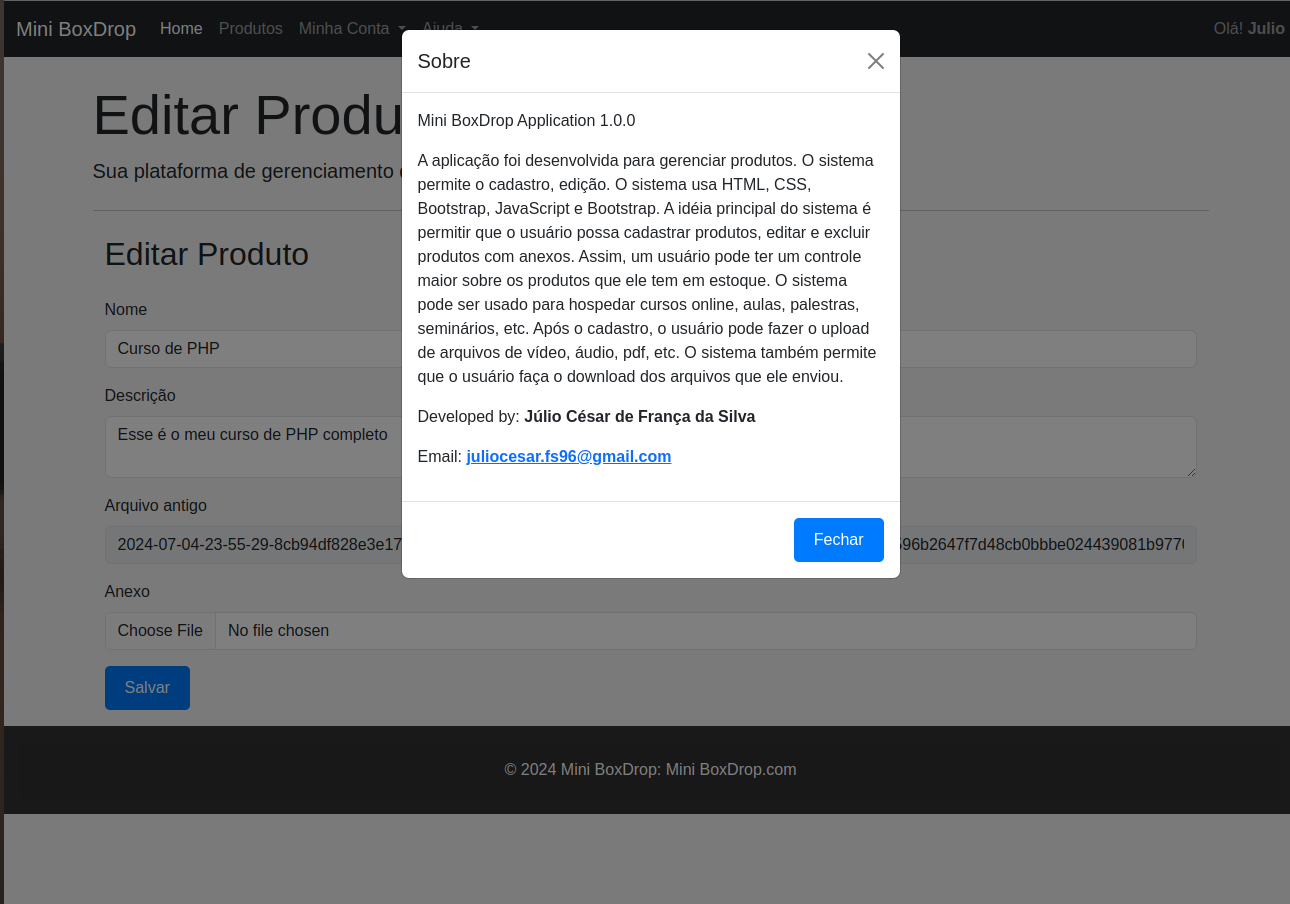 Mini BoxDrop Home Produtos Minha Conta Ajuda Olá! Julio
Editar Produ
Sua plataforma de gerenciamento
Sobre
Mini BoxDrop Application 1.0.0
A aplicação foi desenvolvida para gerenciar produtos. O sistema
permite o cadastro, edição. O sistema usa HTML, CSS,
Bootstrap, JavaScript e Bootstrap. A idéia principal do sistema é
permitir que o usuário possa cadastrar produtos, editar e excluir
produtos com anexos. Assim, um usuário pode ter um controle
maior sobre os produtos que ele tem em estoque. O sistema
pode ser usado para hospedar cursos online, aulas, palestras,
seminários, etc. Após o cadastro, o usuário pode fazer o upload
de arquivos de vídeo, áudio, pdf, etc. O sistema também permite
que o usuário faça o download dos arquivos que ele enviou.
Developed by: Júlio César de França da Silva
Email: juliocesar.fs96@gmail.com
Fechar
Editar Produto
Nome
Curso de PHP
Descrição
Esse é o meu curso de PHP completo
Arquivo antigo
2024-07-04-23-55-29-8cb94df828e3e17 596b2647f7d48cb0bbbe024439081b977
Anexo
Choose File No file chosen
Salvar
© 2024 Mini BoxDrop: Mini BoxDrop.com